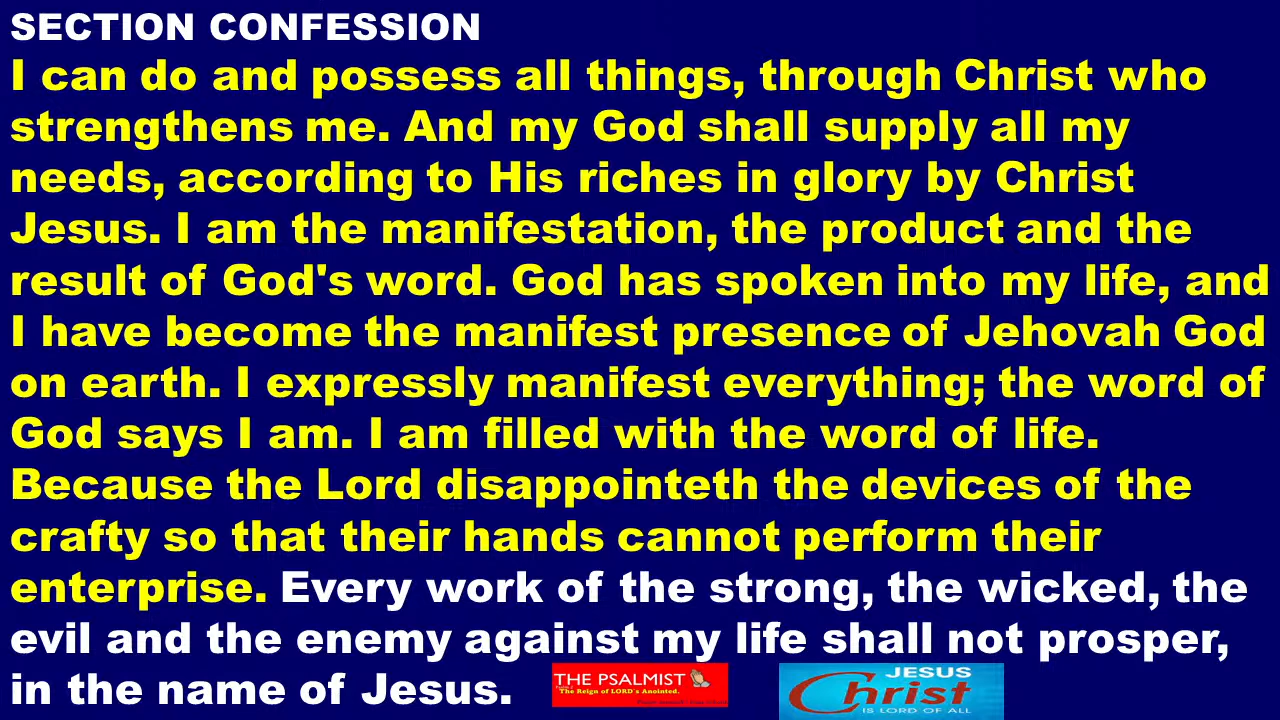 SECTION CONFESSION
I can do and possess all things, through Christ who
strengthens me. And my God shall supply all my
needs, according to His riches in glory by Christ
Jesus. I am the manifestation, the product and the
result of God's word. God has spoken into my life, and
I have become the manifest presence of Jehovah God
on earth. I expressly manifest everything; the word of
God says I am. I am filled with the word of life.
Because the Lord disappointeth the devices of the
crafty so that their hands cannot perform their
enterprise. Every work of the strong, the wicked, the
evil and the enemy against my life shall not prosper,
in the name of Jesus.
THE PSALMIST
The Reign of LORD's Anointed.
JESUS
Christ
IS LORD OF ALL